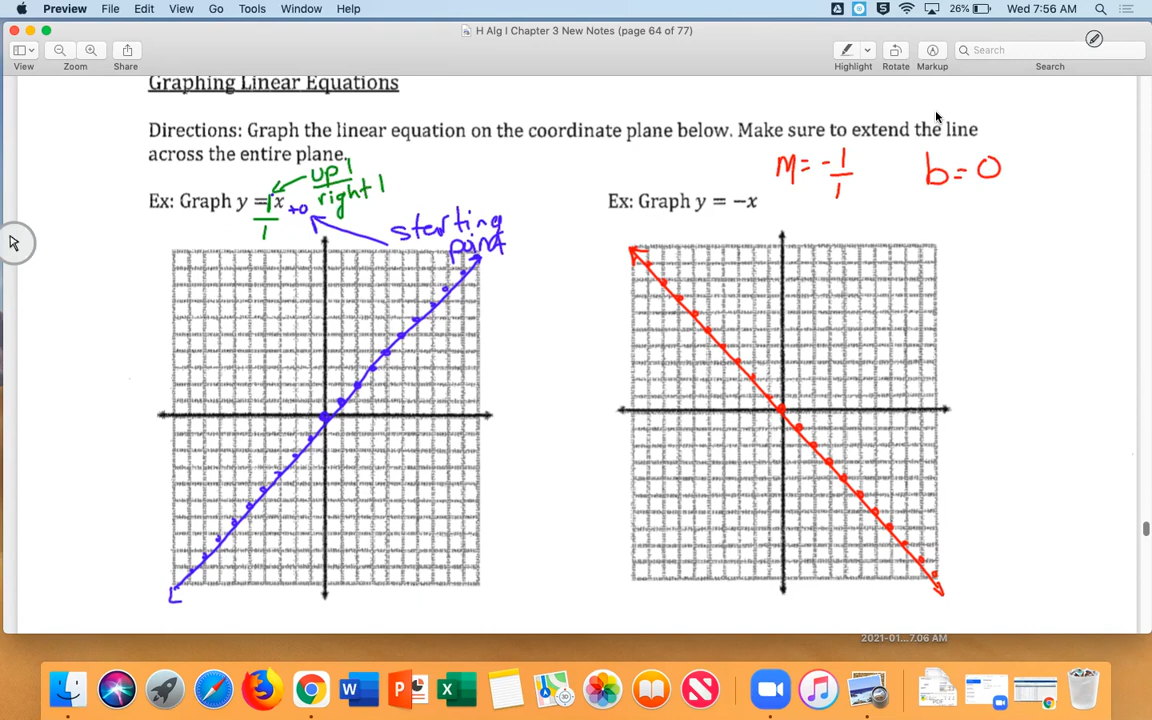 Preview File Edit View Go Tools Window Help 26% Wed 7:56 AM
H Alg I Chapter 3 New Notes (page 64 of 77)
Search
View Zoom Share Highlight Rotate Markup Search
Graphing Linear Equations
Directions: Graph the linear equation on the coordinate plane below. Make sure to extend the line
across the entire plane.
up 1
right 1
m= -1/1 b=0
Ex: Graph y = 1/1 x +0
starting
point
Ex: Graph y = −x
2021-01...7.06 AM